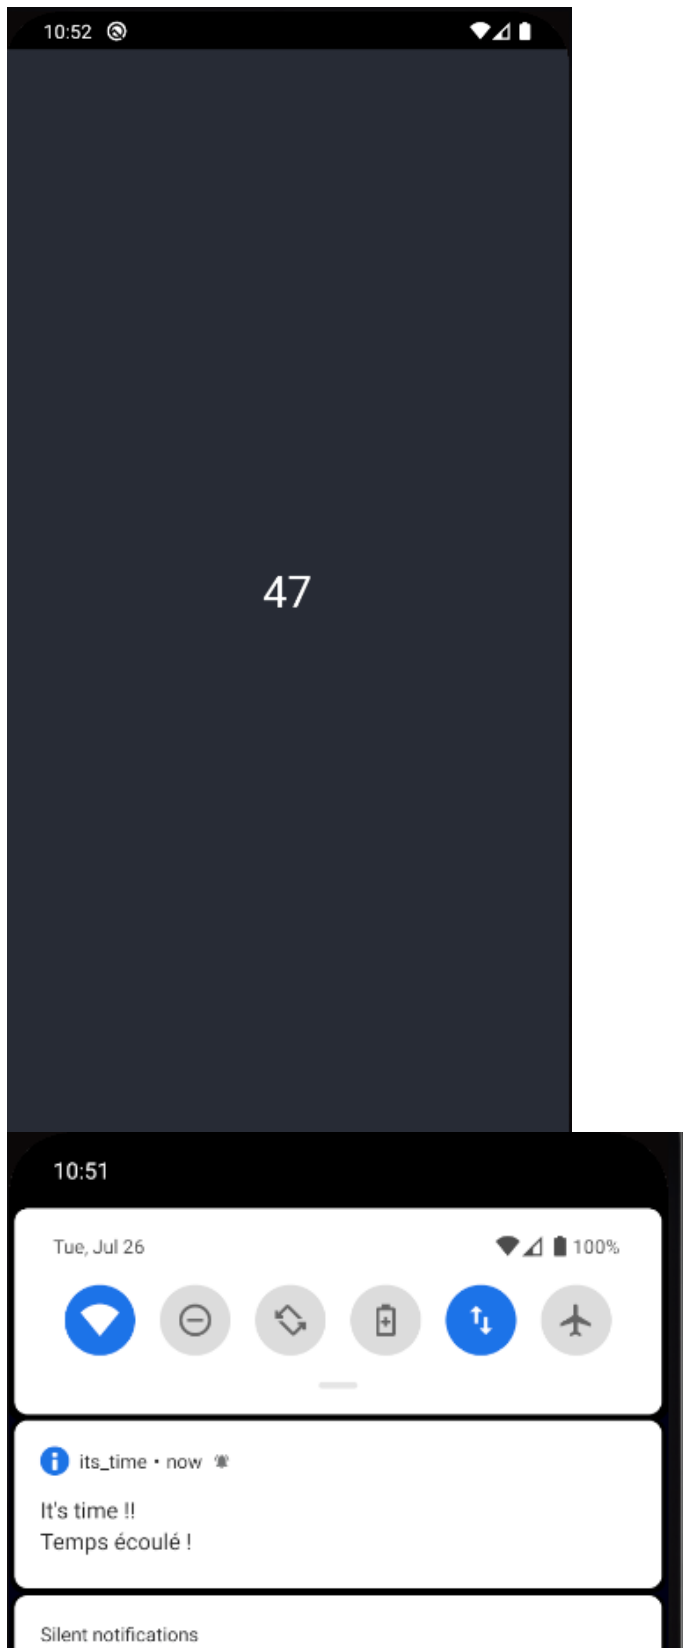 10:52
47
10:51
Tue, Jul 26
100%
its_time • now
It's time !!
Temps écoulé !
Silent notifications